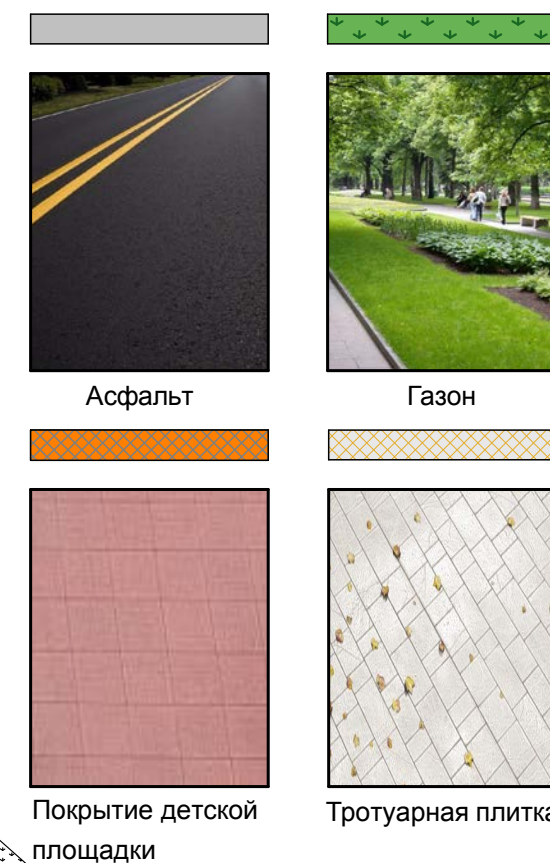 Асфальт
Газон
Покрытие детской
площадки
Тротуарная плитка